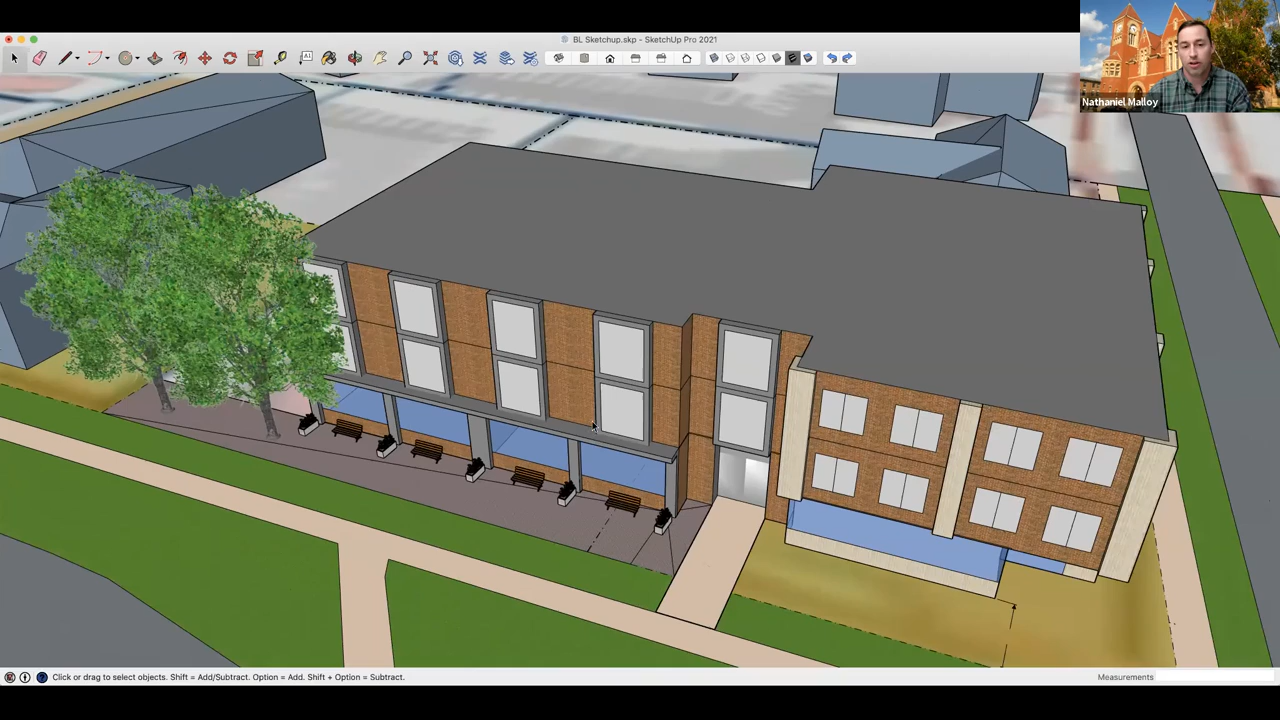 BL Sketchup.skp - SketchUp Pro 2021
Nathaniel Malloy
Click or drag to select objects. Shift = Add/Subtract. Option = Add. Shift + Option = Subtract.
Measurements